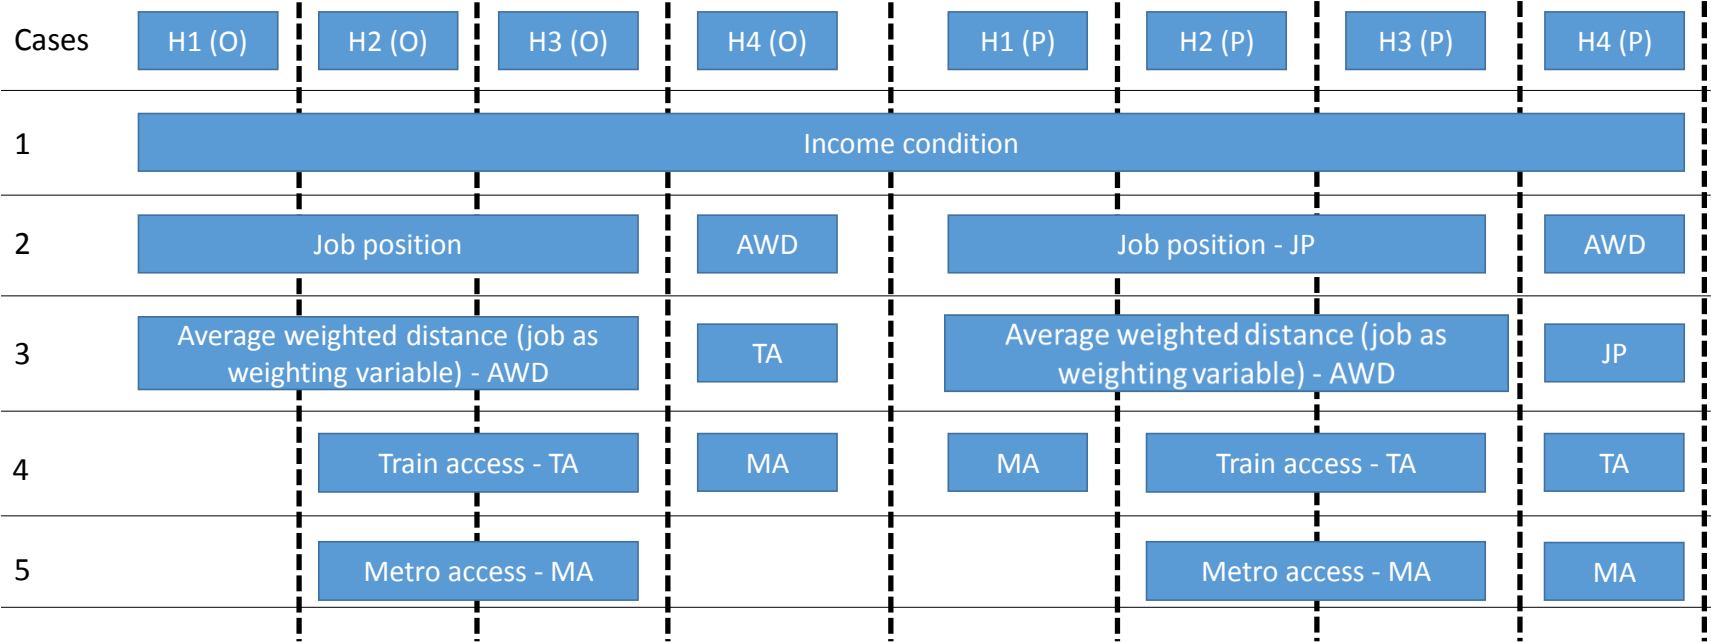 Cases H1 (O) H2 (O) H3 (O) H4 (O) H1 (P) H2 (P) H3 (P) H4 (P)
1 Income condition
2 Job position AWD Job position - JP AWD
3 Average weighted distance (job as weighting variable) - AWD TA Average weighted distance (job as weighting variable) - AWD JP
4 Train access - TA MA MA Train access - TA TA
5 Metro access - MA Metro access - MA MA